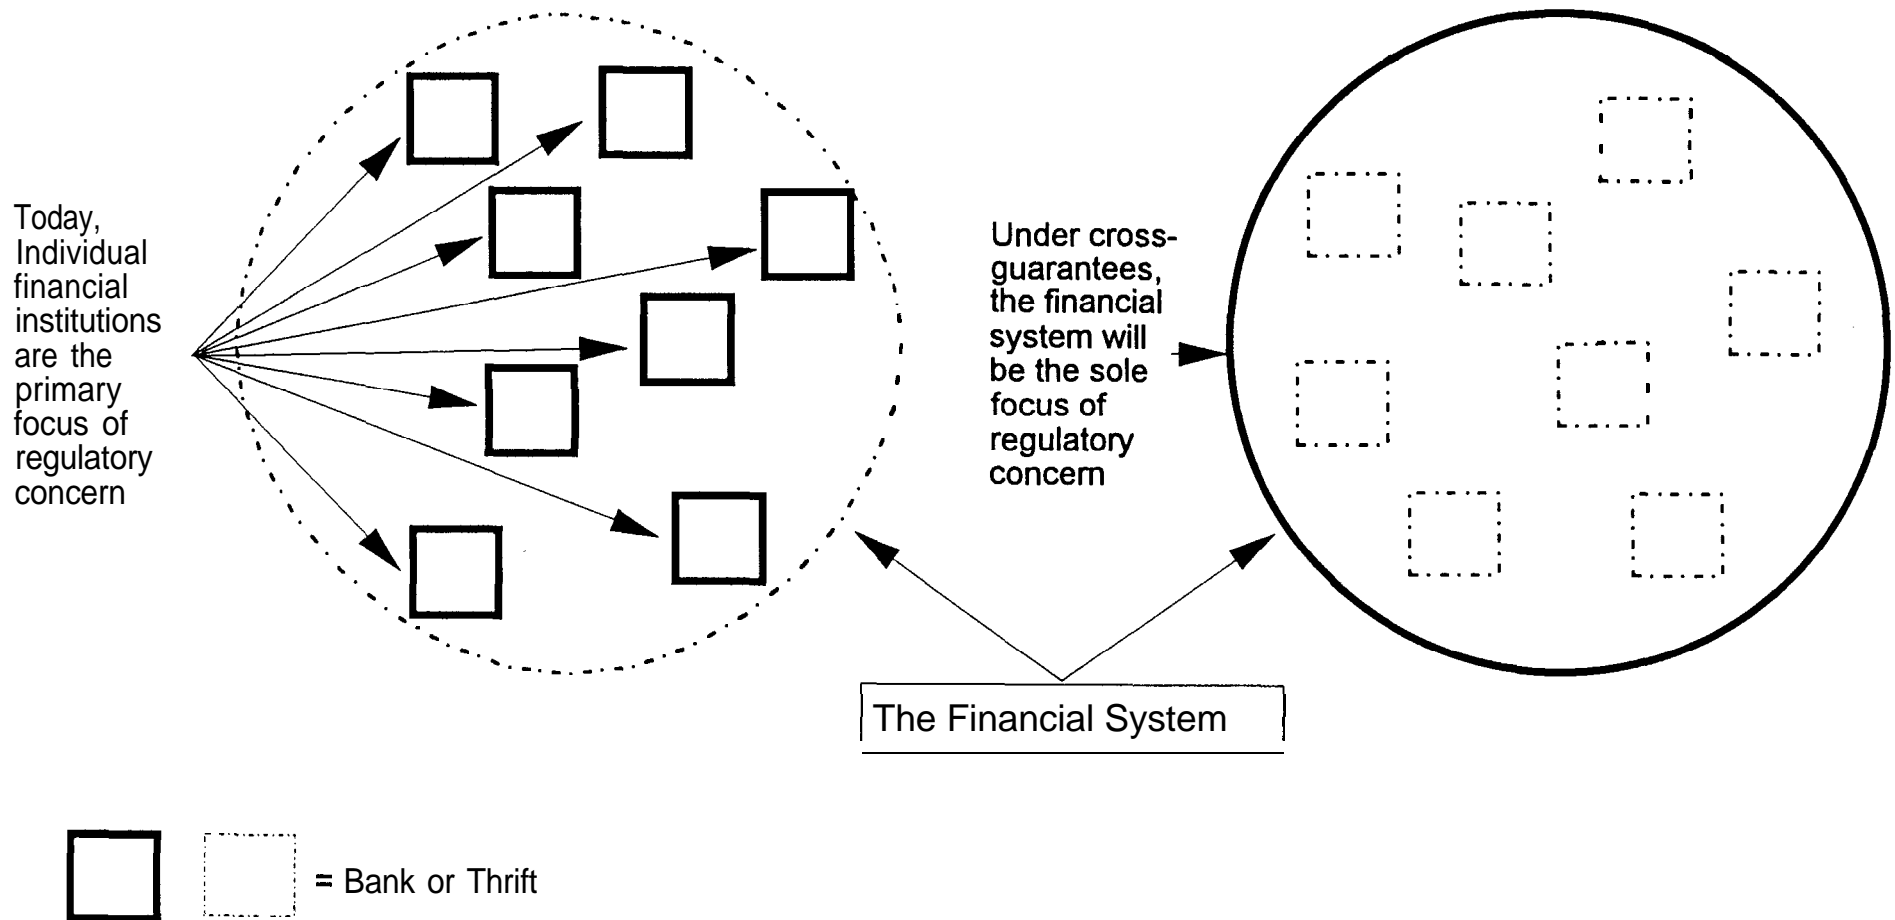 Today,
Individual
financial
institutions
are the
primary
focus of
regulatory
concern
Under cross-
guarantees,
the financial
system will
be the sole
focus of
regulatory
concern
The Financial System
= Bank or Thrift